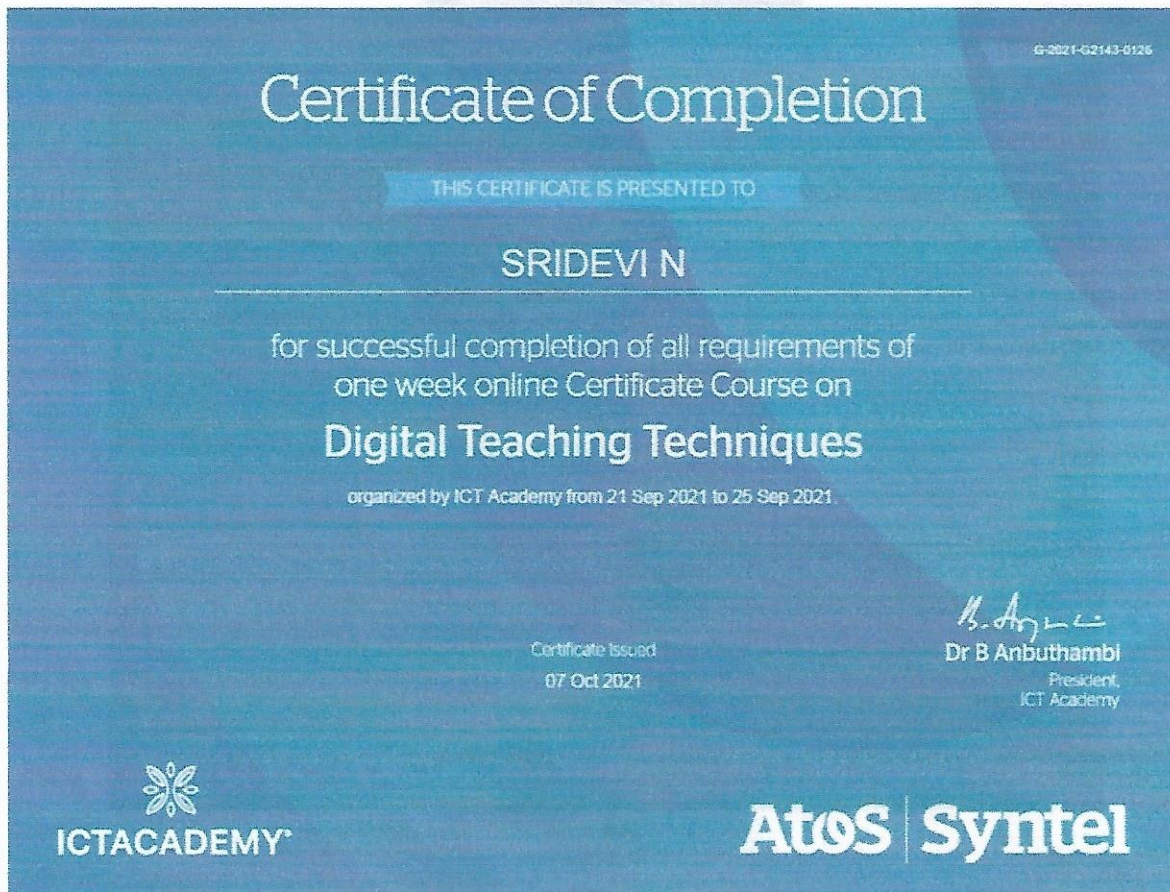 G-2021-G2143-0126
Certificate of Completion
THIS CERTIFICATE IS PRESENTED TO
SRIDEVI N
for successful completion of all requirements of
one week online Certificate Course on
Digital Teaching Techniques
organized by ICT Academy from 21 Sep 2021 to 25 Sep 2021.
Certificate Issued
07 Oct 2021
Dr B Anbuthambi
President,
ICT Academy
ICTACADEMY
Atos | Syntel